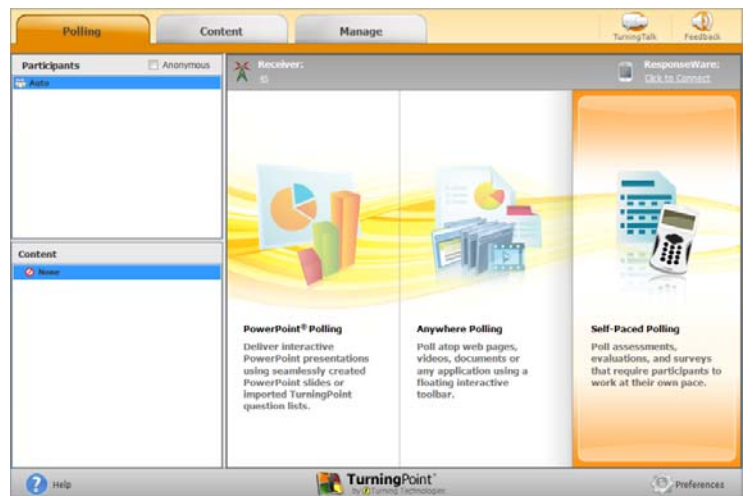 Polling
Content
Manage
TurningTalk
Feedback
Participants
Anonymous
Auto
Receiver:
ResponseWare:
Click to Connect
Content
None
PowerPoint® Polling
Deliver interactive
PowerPoint presentations
using seamlessly created
PowerPoint slides or
imported TurningPoint
question lists.
Anywhere Polling
Poll atop web pages,
videos, documents or
any application using a
floating interactive
toolbar.
Self-Paced Polling
Poll assessments,
evaluations, and surveys
that require participants to
work at their own pace.
Help
TurningPoint
by Turning Technologies
Preferences